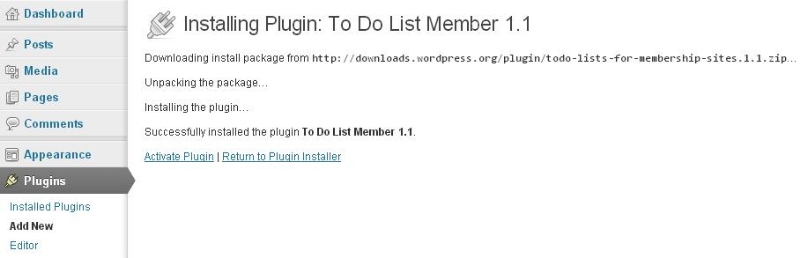 Dashboard
Posts
Media
Pages
Comments
Appearance
Plugins
Installed Plugins
Add New
Editor
Installing Plugin: To Do List Member 1.1
Downloading install package from http://downloads.wordpress.org/plugin/todo-lists-for-membership-sites.1.1.zip…
Unpacking the package…
Installing the plugin…
Successfully installed the plugin To Do List Member 1.1.
Activate Plugin | Return to Plugin Installer